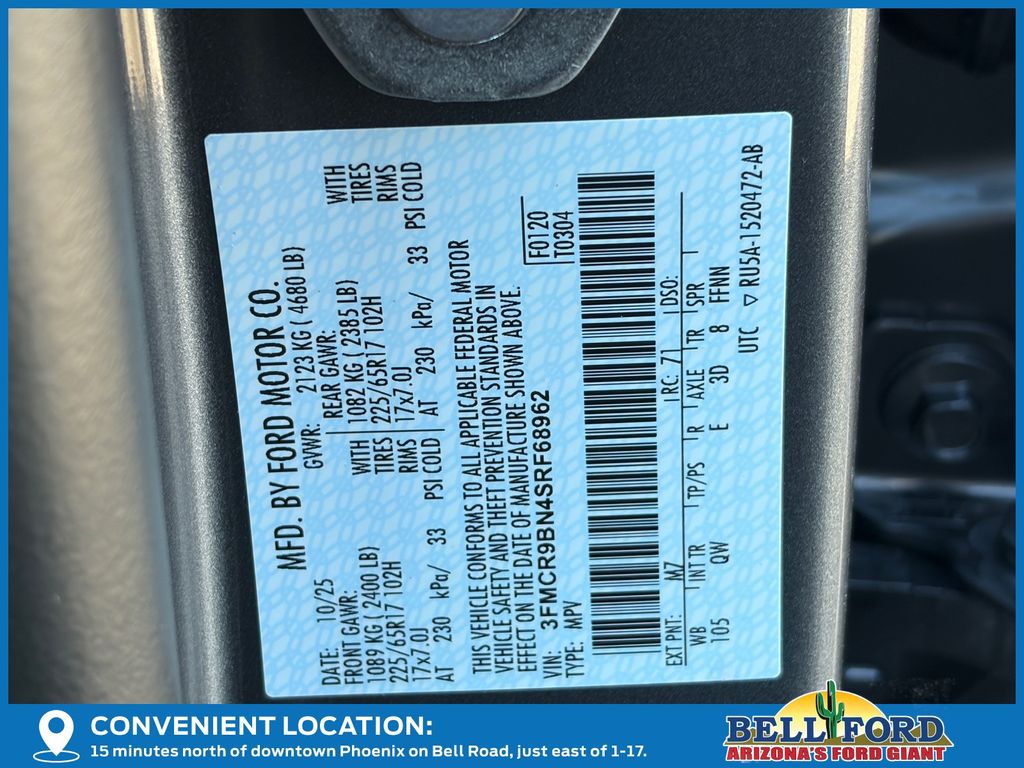 MFD. BY FORD MOTOR CO.
DATE: 10/25 GVWR: 2123 KG ( 4680 LB)
FRONT GAWR: REAR GAWR:
1089 KG ( 2400 LB) WITH 1082 KG ( 2385 LB) WITH
225/65R17 102H TIRES 225/65R17 102H TIRES
17x7.0J RIMS 17x7.0J RIMS
AT 230 kPa/ 33 PSI COLD AT 230 kPa/ 33 PSI COLD
THIS VEHICLE CONFORMS TO ALL APPLICABLE FEDERAL MOTOR
VEHICLE SAFETY AND THEFT PREVENTION STANDARDS IN
EFFECT ON THE DATE OF MANUFACTURE SHOWN ABOVE.
VIN: 3FMCR9BN4SRF68962 F0120
TYPE: MPV T0304
EXT PNT: M7 RC: 71 DSO:
WB INT TR TP/PS R AXLE TR SPR
105 QW E 3D 8 FFNN
UTC ▽ RU5A-1520472-AB
CONVENIENT LOCATION:
15 minutes north of downtown Phoenix on Bell Road, just east of 1-17.
BELL FORD
ARIZONA'S FORD GIANT